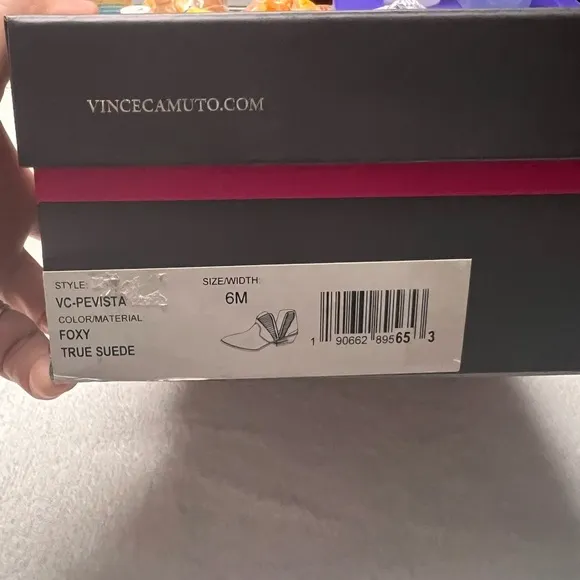 VINCECAMUTO.COM
STYLE:
VC-PEVISTA
COLOR/MATERIAL
FOXY
TRUE SUEDE
SIZE/WIDTH:
6M
1 90662 89565 3